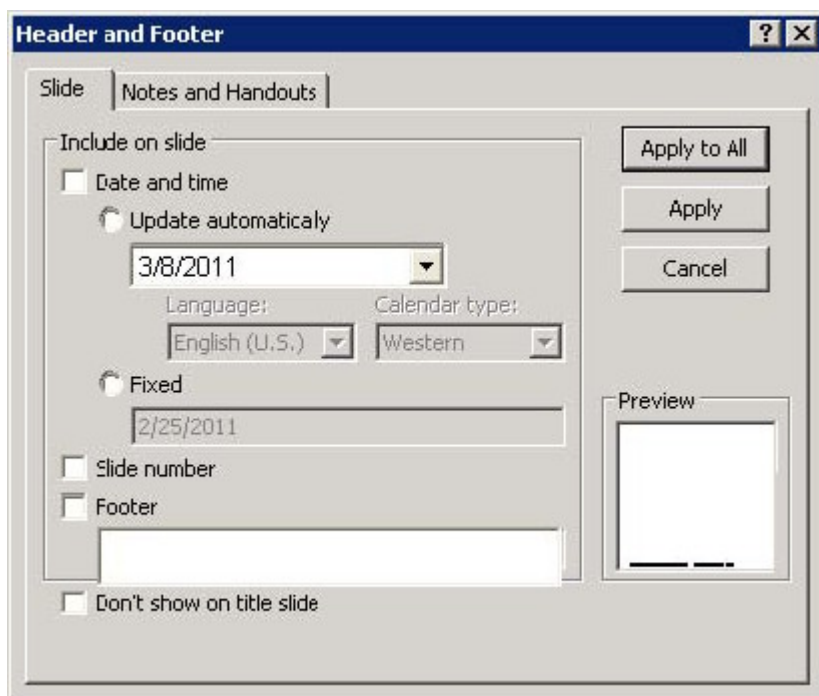 Header and Footer
Slide
Notes and Handouts
Include on slide
Date and time
Update automaticaly
3/8/2011
Language:
Calendar type:
English (U.S.)
Western
Fixed
2/25/2011
Slide number
Footer
Don't show on title slide
Apply to All
Apply
Cancel
Preview